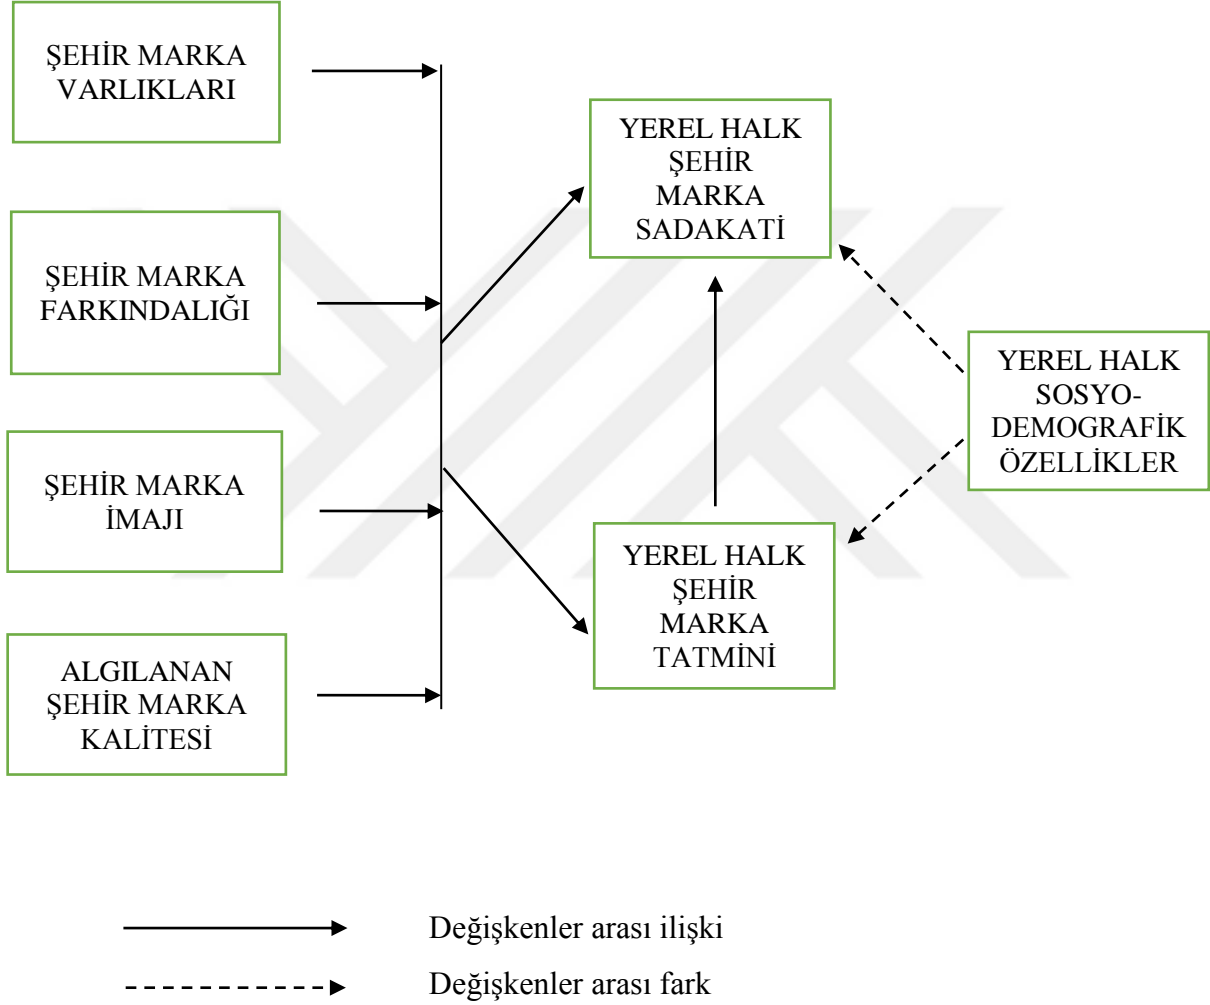 ŞEHİR MARKA
VARLIKLARI
ŞEHİR MARKA
FARKINDALIĞI
ŞEHİR MARKA
İMAJI
ALGILANAN
ŞEHİR MARKA
KALİTESİ
YEREL HALK
ŞEHİR
MARKA
SADAKATİ
YEREL HALK
ŞEHİR
MARKA
TATMİNİ
YEREL HALK
SOSYO-
DEMOGRAFİK
ÖZELLİKLER
Değişkenler arası ilişki
Değişkenler arası fark